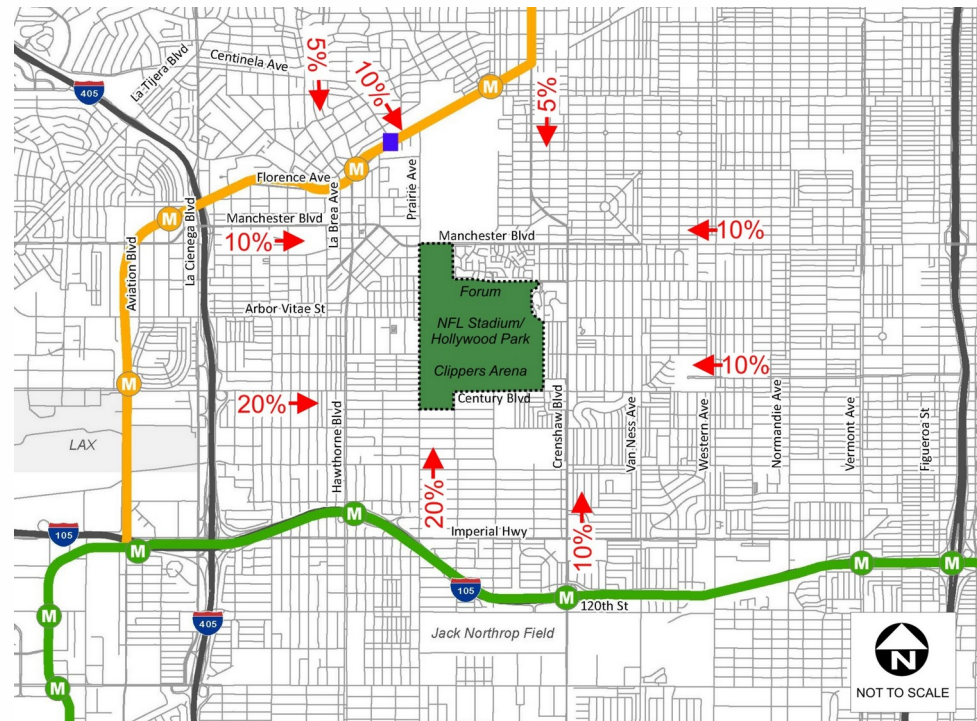 Centinela Ave
La Tijera Blvd
5%
10%
5%
405
M
M
Florence Ave
Prairie Ave
La Brea Ave
M
Manchester Blvd
10%
10%
La Cienega Blvd
Aviation Blvd
Manchester Blvd
Forum
Arbor Vitae St
NFL Stadium/
Hollywood Park
Clippers Arena
10%
M
20%
Century Blvd
LAX
Hawthorne Blvd
Crenshaw Blvd
Van Ness Ave
Western Ave
Normandie Ave
Vermont Ave
Figueroa St
20%
10%
M
Imperial Hwy
105
M
M
M
105
M
120th St
M
405
Jack Northrop Field
M
N
NOT TO SCALE